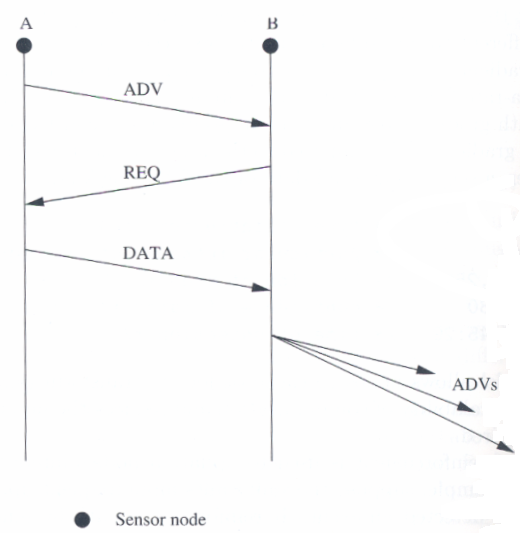 A
B
ADV
REQ
DATA
ADVs
Sensor node